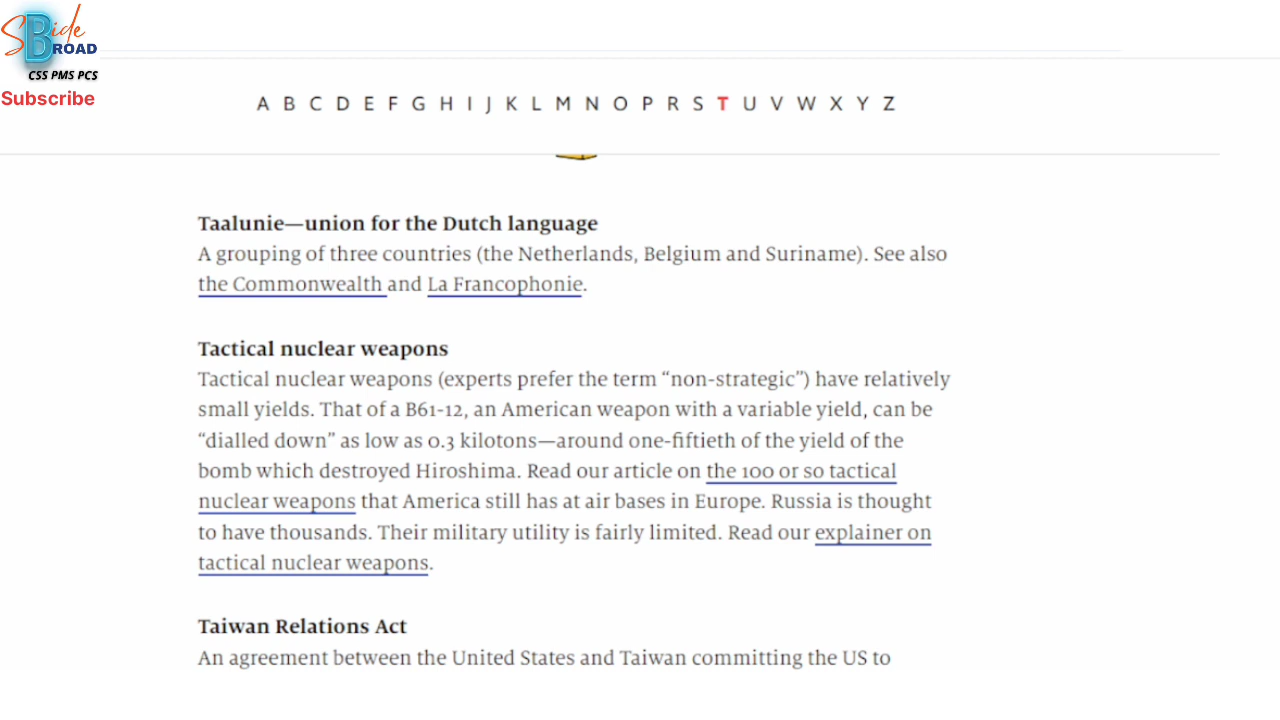 Side
BROAD
CSS PMS PCS
Subscribe
A B C D E F G H I J K L M N O P R S T U V W X Y Z
Taalunie—union for the Dutch language
A grouping of three countries (the Netherlands, Belgium and Suriname). See also
the Commonwealth and La Francophonie.
Tactical nuclear weapons
Tactical nuclear weapons (experts prefer the term “non-strategic”) have relatively
small yields. That of a B61-12, an American weapon with a variable yield, can be
“dialled down” as low as 0.3 kilotons—around one-fiftieth of the yield of the
bomb which destroyed Hiroshima. Read our article on the 100 or so tactical
nuclear weapons that America still has at air bases in Europe. Russia is thought
to have thousands. Their military utility is fairly limited. Read our explainer on
tactical nuclear weapons.
Taiwan Relations Act
An agreement between the United States and Taiwan committing the US to